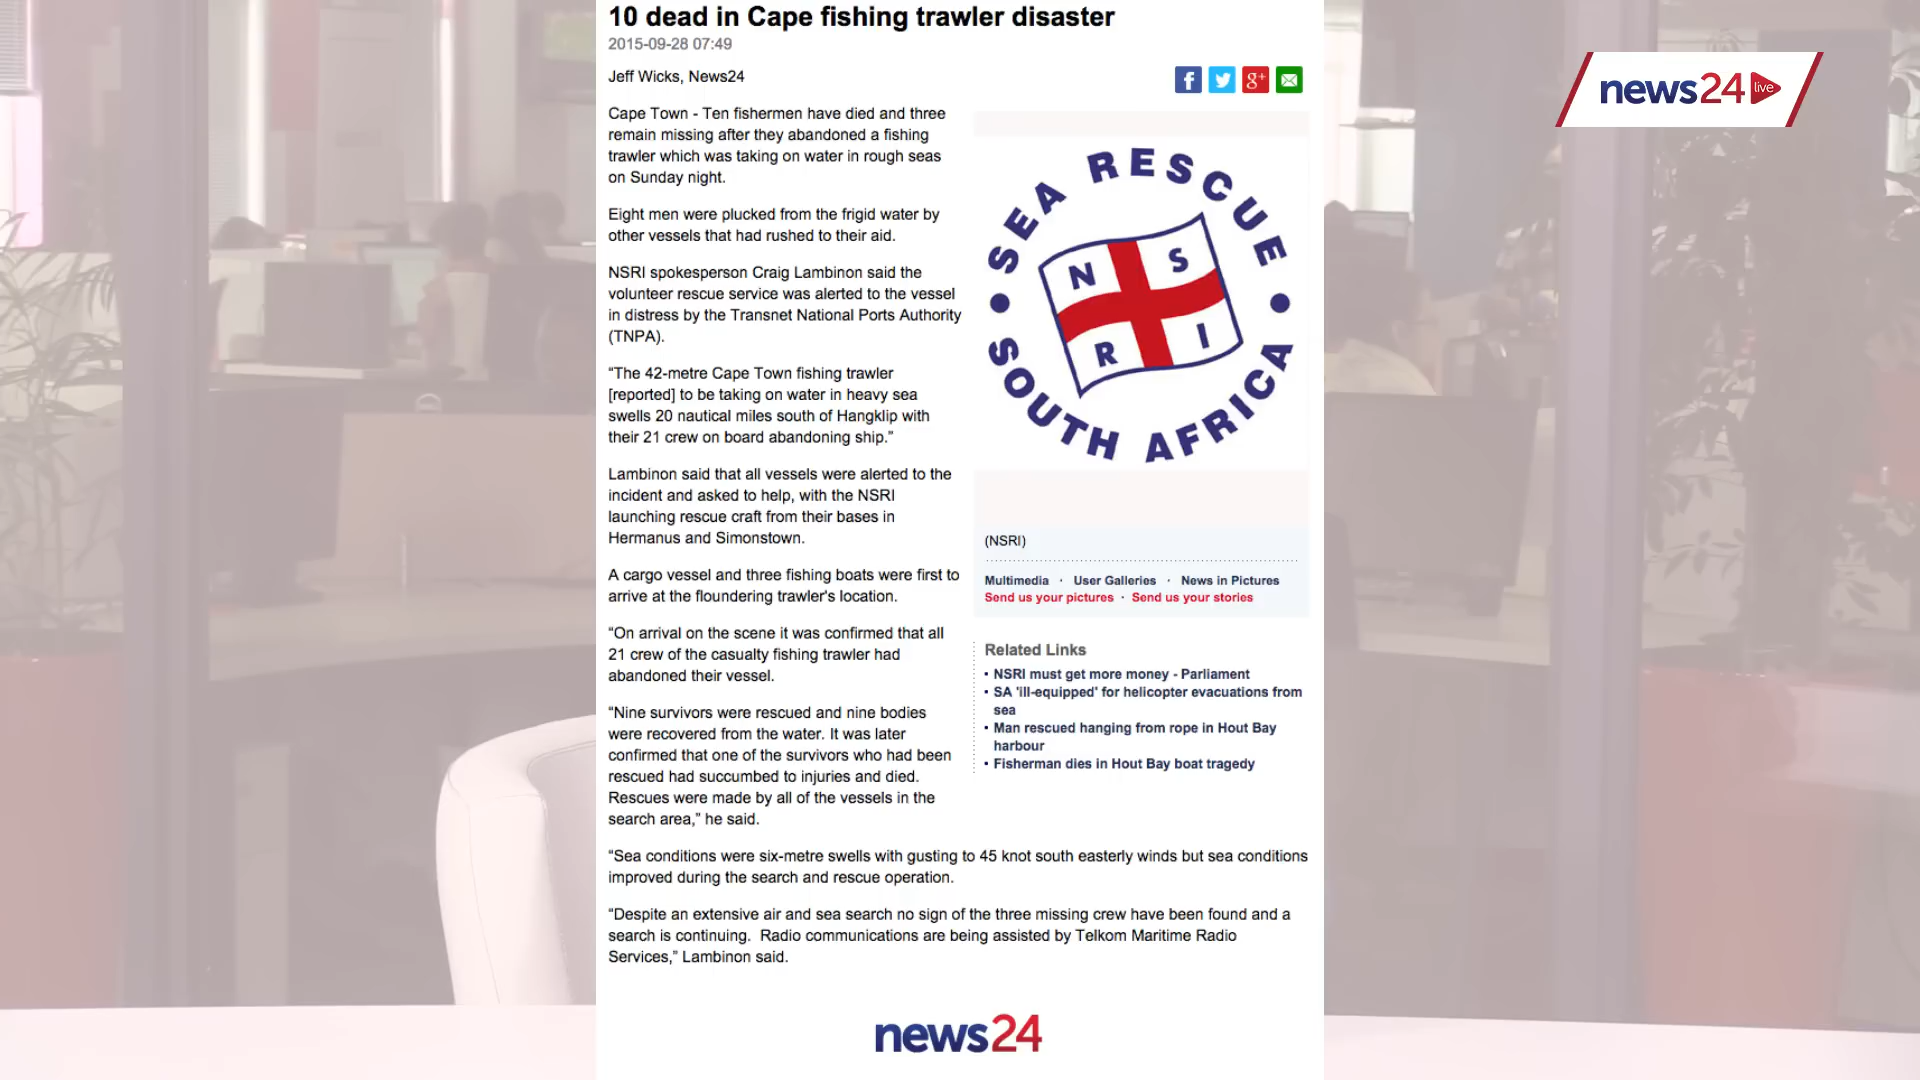 10 dead in Cape fishing trawler disaster
2015-09-28 07:49
Jeff Wicks, News24
f
g+
news24 live
Cape Town - Ten fishermen have died and three
remain missing after they abandoned a fishing
trawler which was taking on water in rough seas
on Sunday night.
Eight men were plucked from the frigid water by
other vessels that had rushed to their aid.
NSRI spokesperson Craig Lambinon said the
volunteer rescue service was alerted to the vessel
in distress by the Transnet National Ports Authority
(TNPA).
“The 42-metre Cape Town fishing trawler
[reported] to be taking on water in heavy sea
swells 20 nautical miles south of Hangklip with
their 21 crew on board abandoning ship.”
Lambinon said that all vessels were alerted to the
incident and asked to help, with the NSRI
launching rescue craft from their bases in
Hermanus and Simonstown.
A cargo vessel and three fishing boats were first to
arrive at the floundering trawler's location.
“On arrival on the scene it was confirmed that all
21 crew of the casualty fishing trawler had
abandoned their vessel.
“Nine survivors were rescued and nine bodies
were recovered from the water. It was later
confirmed that one of the survivors who had been
rescued had succumbed to injuries and died.
Rescues were made by all of the vessels in the
search area,” he said.
SEA RESCUE
N S
R I
SOUTH AFRICA
(NSRI)
Multimedia · User Galleries · News in Pictures
Send us your pictures · Send us your stories
Related Links
▪ NSRI must get more money - Parliament
▪ SA 'ill-equipped' for helicopter evacuations from
sea
▪ Man rescued hanging from rope in Hout Bay
harbour
▪ Fisherman dies in Hout Bay boat tragedy
“Sea conditions were six-metre swells with gusting to 45 knot south easterly winds but sea conditions
improved during the search and rescue operation.
“Despite an extensive air and sea search no sign of the three missing crew have been found and a
search is continuing. Radio communications are being assisted by Telkom Maritime Radio
Services,” Lambinon said.
news24